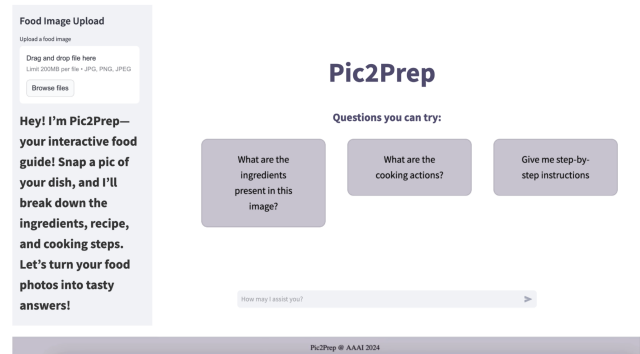 Food Image Upload
Upload a food image
Drag and drop file here
Limit 200MB per file • JPG, PNG, JPEG
Browse files
Hey! I'm Pic2Prep—
your interactive food
guide! Snap a pic of
your dish, and I'll
break down the
ingredients, recipe,
and cooking steps.
Let's turn your food
photos into tasty
answers!
Pic2Prep
Questions you can try:
What are the
ingredients
present in this
image?
What are the
cooking actions?
Give me step-by-
step instructions
How may I assist you?
Pic2Prep @ AAAI 2024